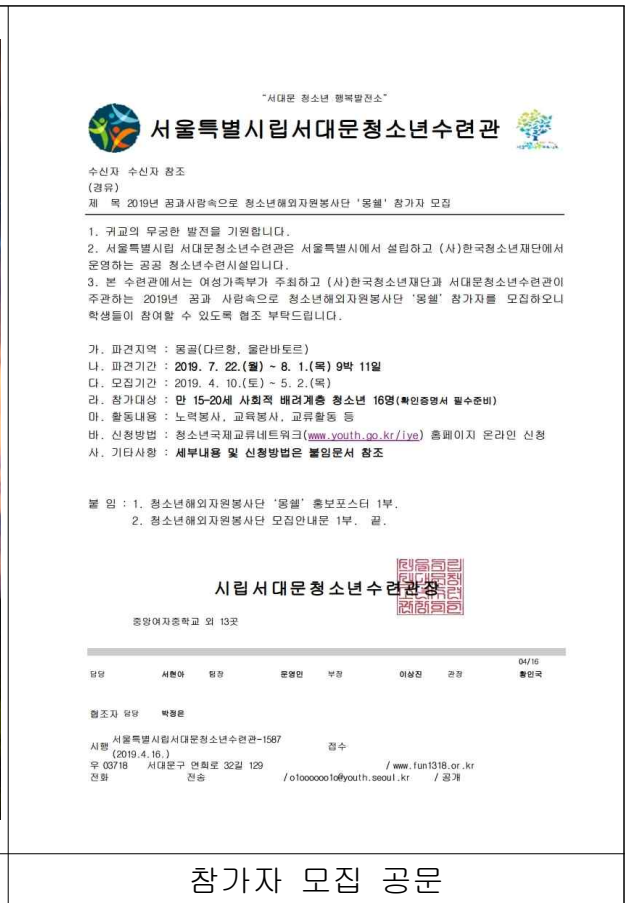 "서대문 청소년 행복발전소"
서울특별시립서대문청소년수련관
수신자 수신자 참조
(경유)
제 목 2019년 꿈과사랑속으로 청소년해외자원봉사단 '몽쉘' 참가자 모집
1. 귀교의 무궁한 발전을 기원합니다.
2. 서울특별시립 서대문청소년수련관은 서울특별시에서 설립하고 (사)한국청소년재단에서
운영하는 공공 청소년수련시설입니다.
3. 본 수련관에서는 여성가족부가 주최하고 (사)한국청소년재단과 서대문청소년수련관이
주관하는 2019년 꿈과 사랑속으로 청소년해외자원봉사단 '몽쉘' 참가자를 모집하오니
학생들이 참여할 수 있도록 협조 부탁드립니다.
가. 파견지역 : 몽골(다르항, 울란바토르)
나. 파견기간 : 2019. 7. 22.(월) ~ 8. 1.(목) 9박 11일
다. 모집기간 : 2019. 4. 10.(토) ~ 5. 2.(목)
라. 참가대상 : 만 15-20세 사회적 배려계층 청소년 16명(확인증명서 필수준비)
마. 활동내용 : 노력봉사, 교육봉사, 교류활동 등
바. 신청방법 : 청소년국제교류네트워크(www.youth.go.kr/iye) 홈페이지 온라인 신청
사. 기타사항 : 세부내용 및 신청방법은 붙임문서 참조
붙 임 : 1. 청소년해외자원봉사단 '몽쉘' 홍보포스터 1부.
2. 청소년해외자원봉사단 모집안내문 1부. 끝.
시립서대문청소년수련관장
중앙여자중학교 외 13곳
04/16
담당 서현아 팀장 문영인 부장 이상진 관장 황인국
협조자 담당 박정은
시행 서울특별시립서대문청소년수련관-1587 접수
(2019.4.16.)
우 03718 서대문구 연희로 32길 129 / www.fun1318.or.kr
전화 전송 / o1oooooo1o@youth.seoul.kr / 공개
참가자 모집 공문